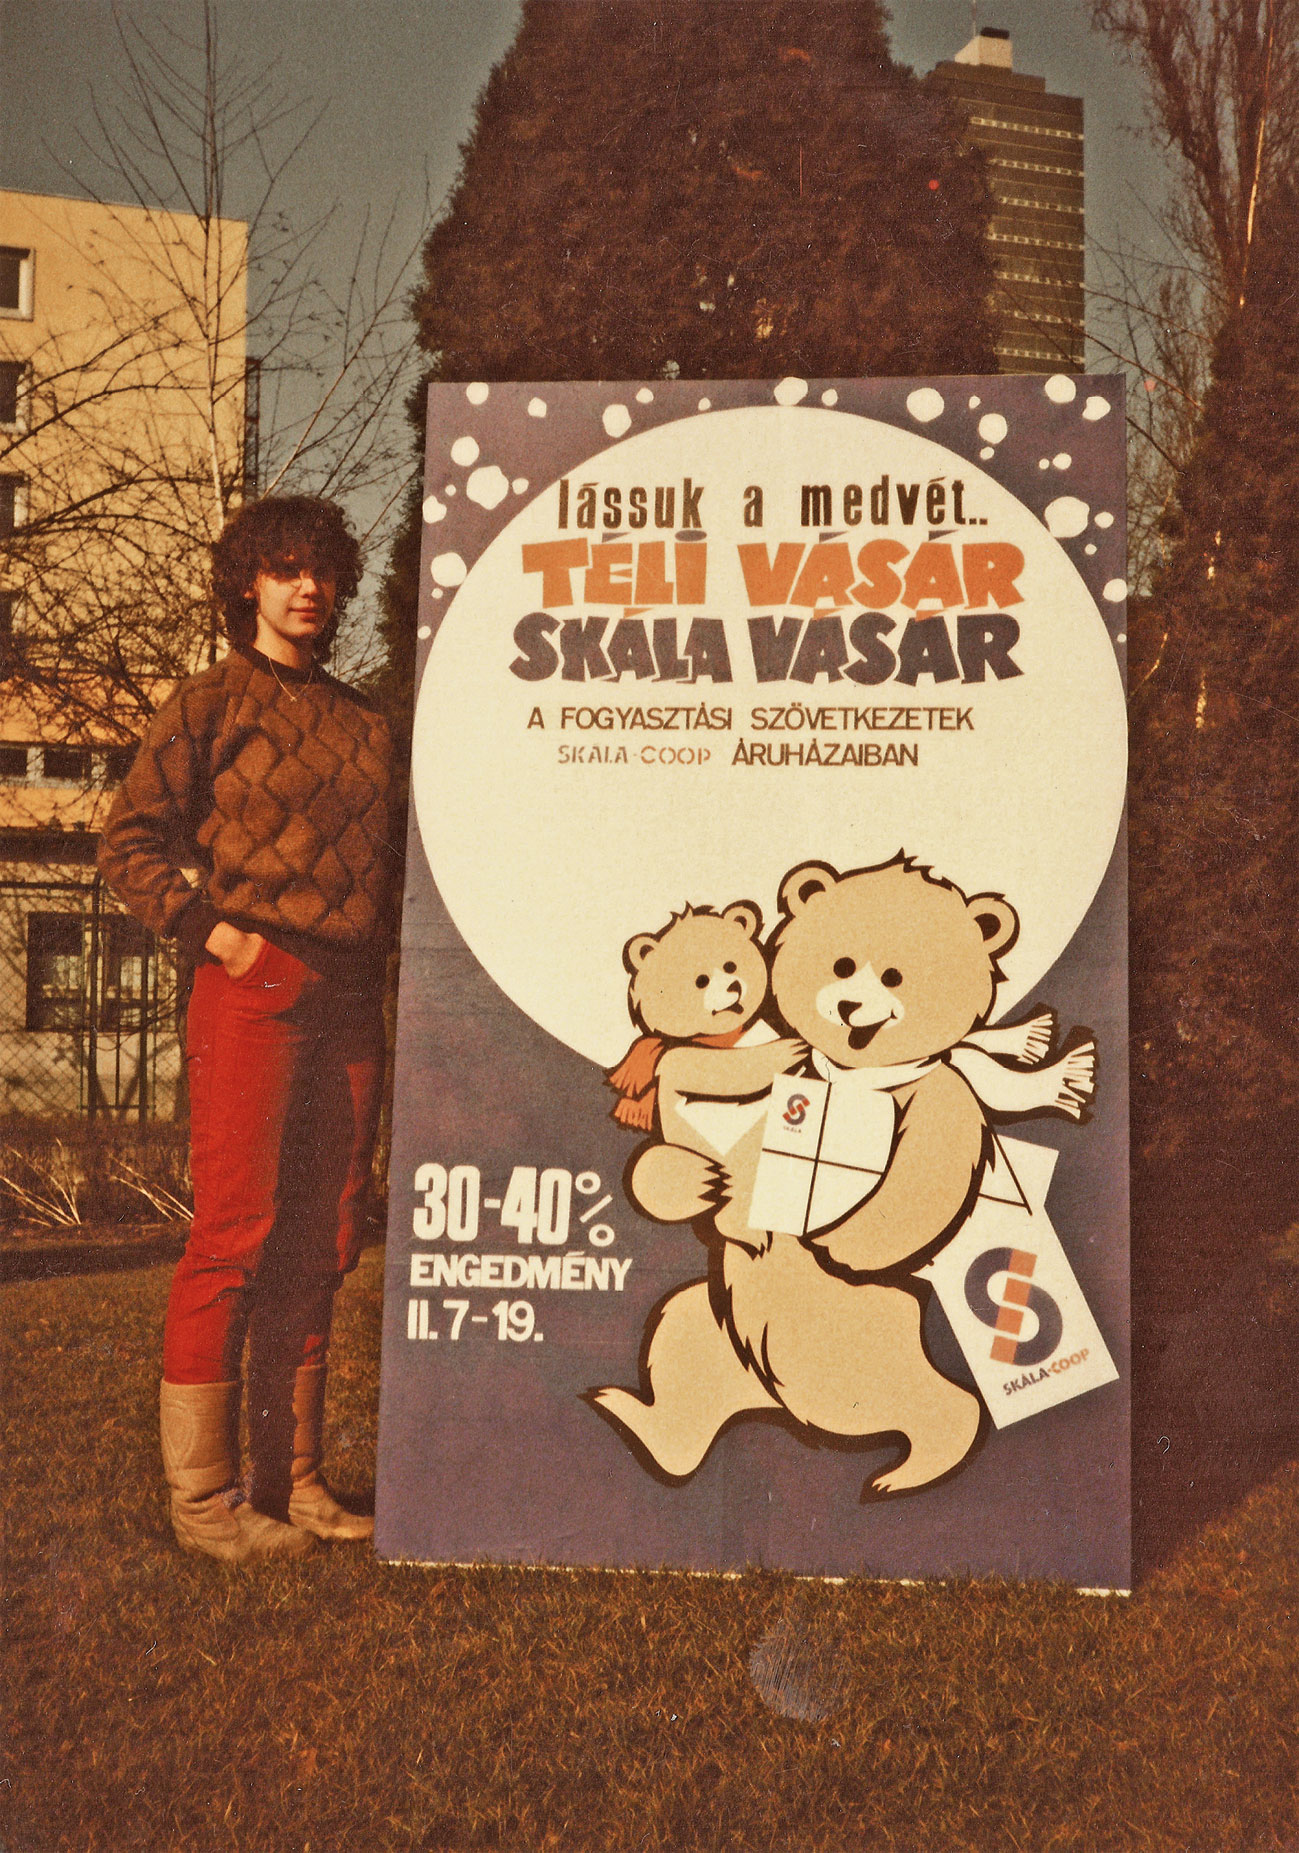 lássuk a medvét..
TÉLI VÁSÁR
SKÁLA VÁSÁR
A FOGYASZTÁSI SZÖVETKEZETEK
SKÁLA-COOP ÁRUHÁZAIBAN
SKÁLA
30-40%
ENGEDMÉNY
II. 7-19.
SKÁLA-COOP